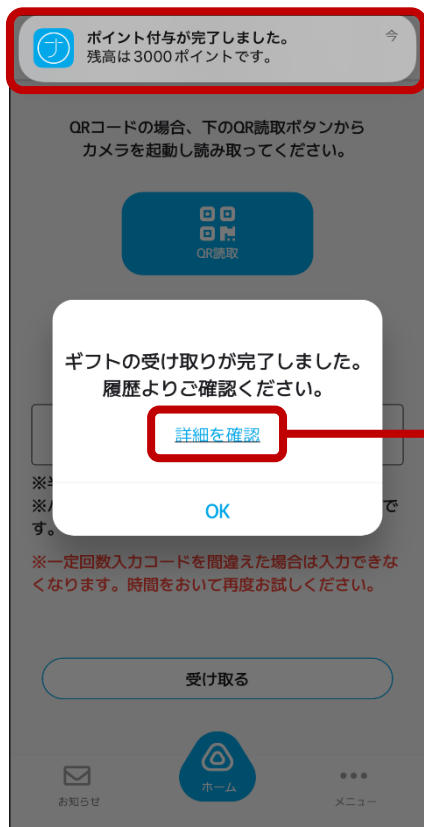 ナ
ポイント付与が完了しました。
今
残高は3000ポイントです。
QRコードの場合、下のQR読取ボタンから
カメラを起動し読み取ってください。
QR読取
ギフトの受け取りが完了しました。
履歴よりご確認ください。
詳細を確認
OK
※
※
で
す。
※一定回数入力コードを間違えた場合は入力できな
くなります。時間をおいて再度お試しください。
受け取る
お知らせ
ホーム
メニュー